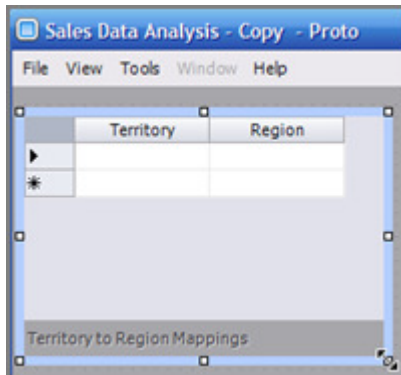 Sales Data Analysis - Copy - Proto
File View Tools Window Help
Territory Region
Territory to Region Mappings